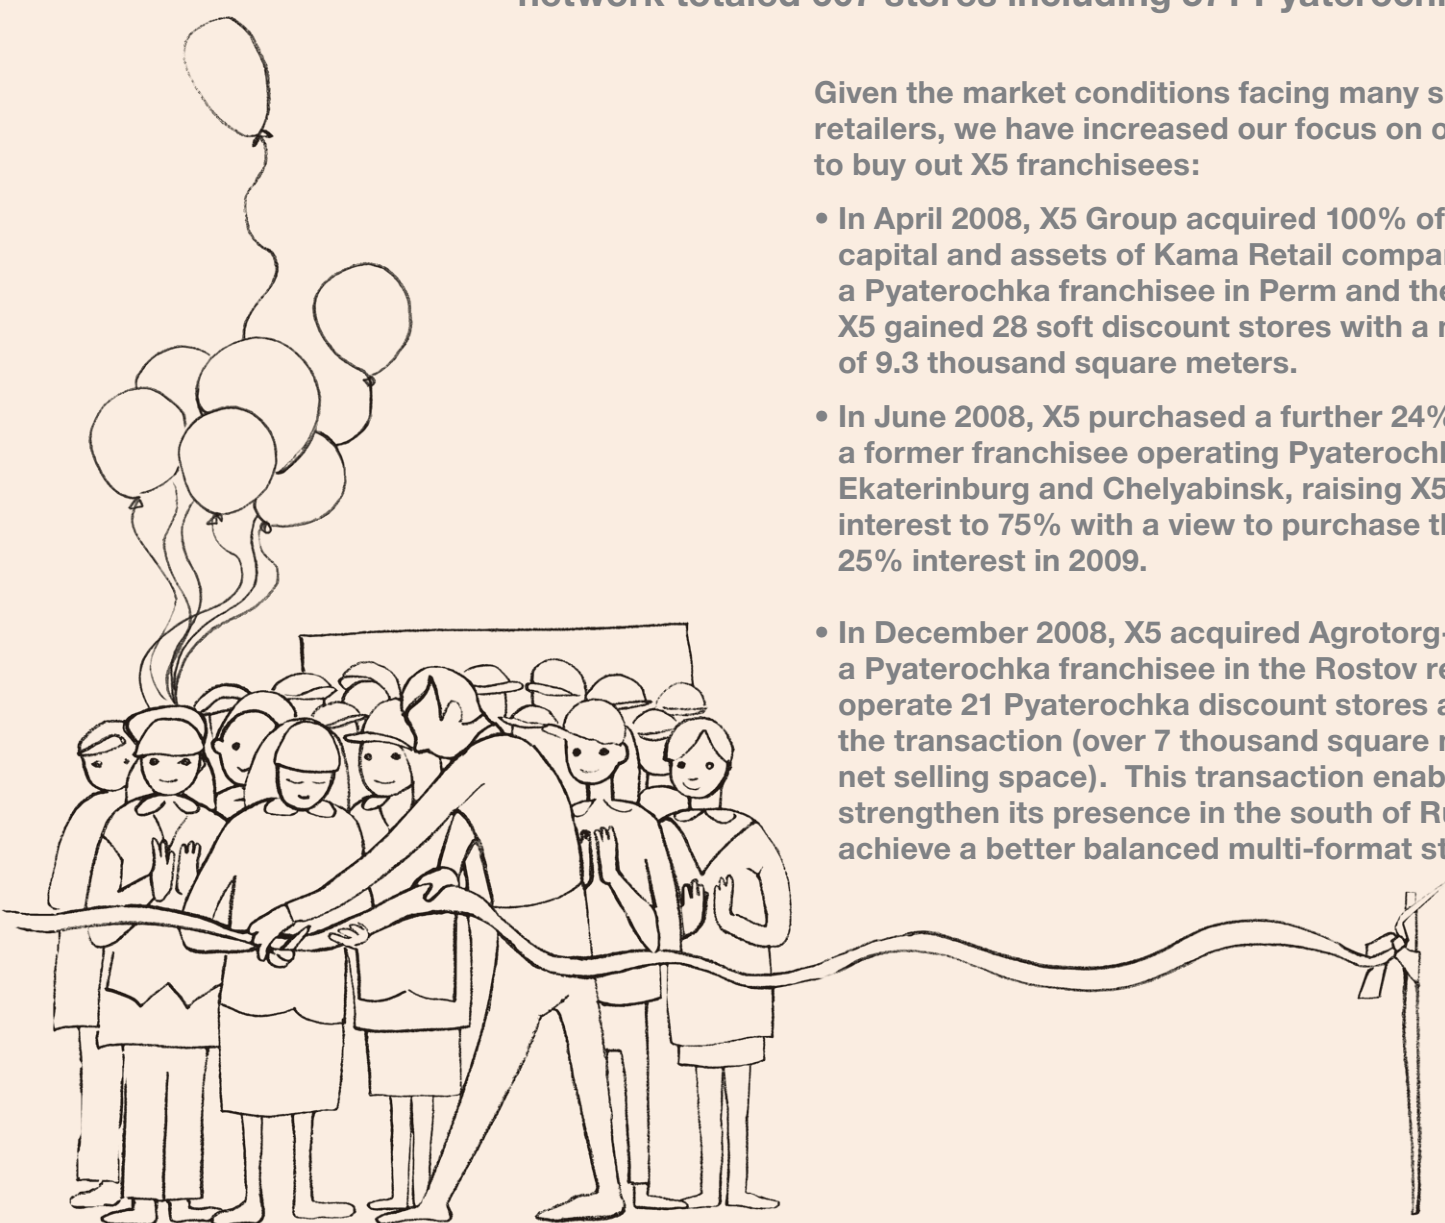 network totaled 607 stores including
Given the market conditions facing many
retailers, we have increased our focus on
to buy out X5 franchisees:
• In April 2008, X5 Group acquired 100% of
capital and assets of Kama Retail
a Pyaterochka franchisee in Perm and
X5 gained 28 soft discount stores with a
of 9.3 thousand square meters.
• In June 2008, X5 purchased a further 24%
a former franchisee operating
Ekaterinburg and Chelyabinsk, raising X5
interest to 75% with a view to purchase
25% interest in 2009.
• In December 2008, X5 acquired Agrotorg-
a Pyaterochka franchisee in the Rostov
operate 21 Pyaterochka discount stores
the transaction (over 7 thousand square
net selling space). This transaction
strengthen its presence in the south of
achieve a better balanced multi-format